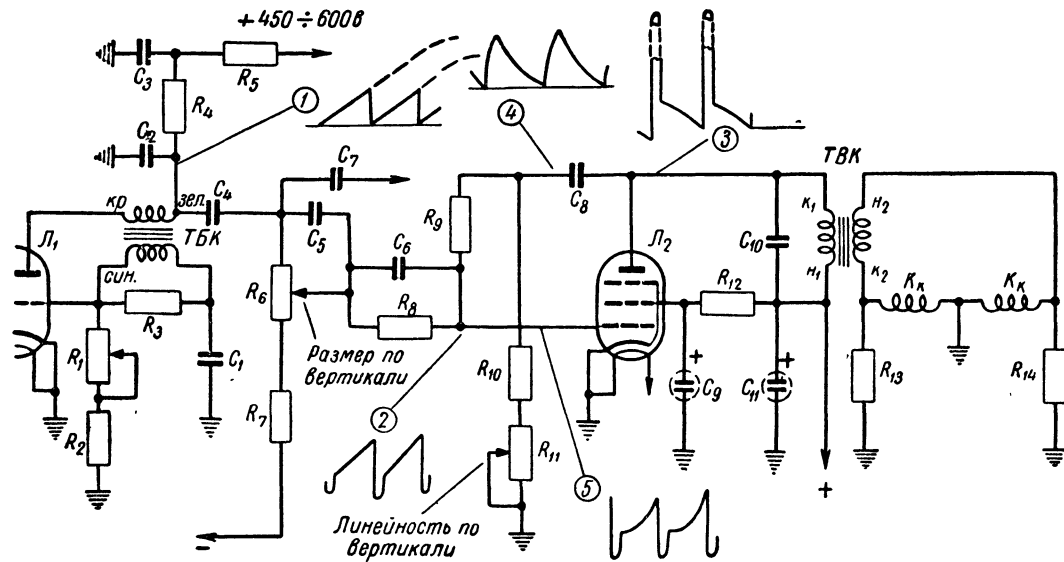 +450÷600в
C3
R5
R4
1
C2
4
3
ТВК
кр
зел.
C4
C7
ТБК
C5
C8
К1
Н2
Л1
R9
Л2
C10
син.
C6
R12
Н1
К2
Кк
Кк
R3
R6
R8
R1
C1
Размер по
вертикали
R10
C9
C11
R13
R14
R2
R7
2
R11
+
+
+
5
Линейность по
вертикали
−